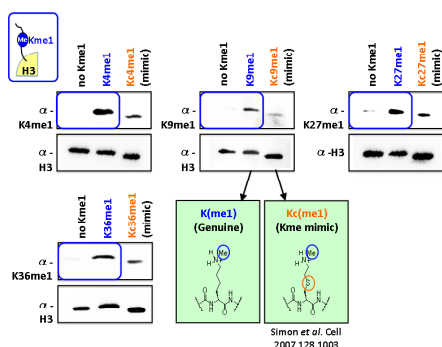 Me Kme1
H3
no Kme1
K4me1
Kc4me1
(mimic)
α -
K4me1
α -
H3
no Kme1
K9me1
Kc9me1
(mimic)
α -
K9me1
α -
H3
no Kme1
K27me1
Kc27me1
(mimic)
α -
K27me1
α -H3
no Kme1
K36me1
Kc36me1
(mimic)
α -
K36me1
α -
H3
K(me1)
(Genuine)
Me
H
H
N
+
N
H
O
H
N
Kc(me1)
(Kme mimic)
Me
H
H
N
+
S
N
H
O
H
N
Simon et al. Cell
2007 128 1003